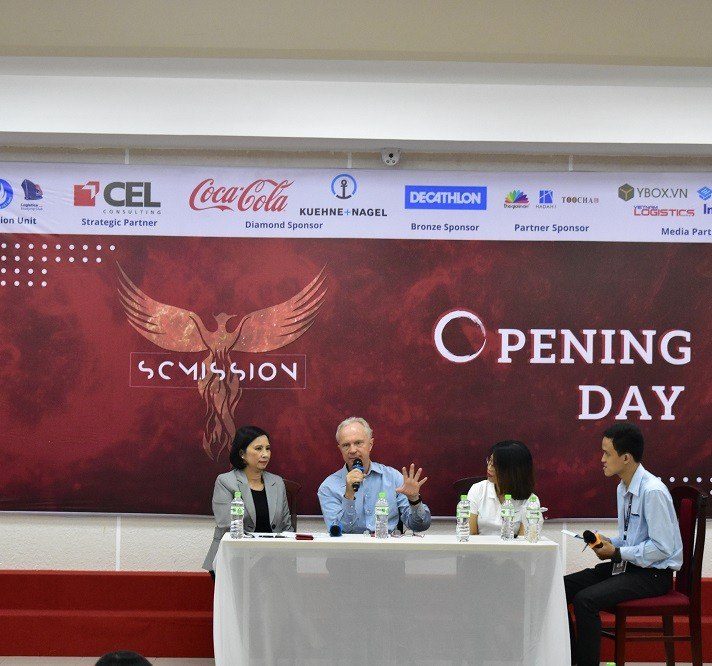 ion Unit
CEL
CONSULTING
Strategic Partner
Coca-Cola
KUEHNE+NAGEL
Diamond Sponsor
DECATHLON
Bronze Sponsor
TOOCHA
Partner Sponsor
YBOX.VN
LOGISTICS
Media Part
SCMISSION
OPENING
DAY